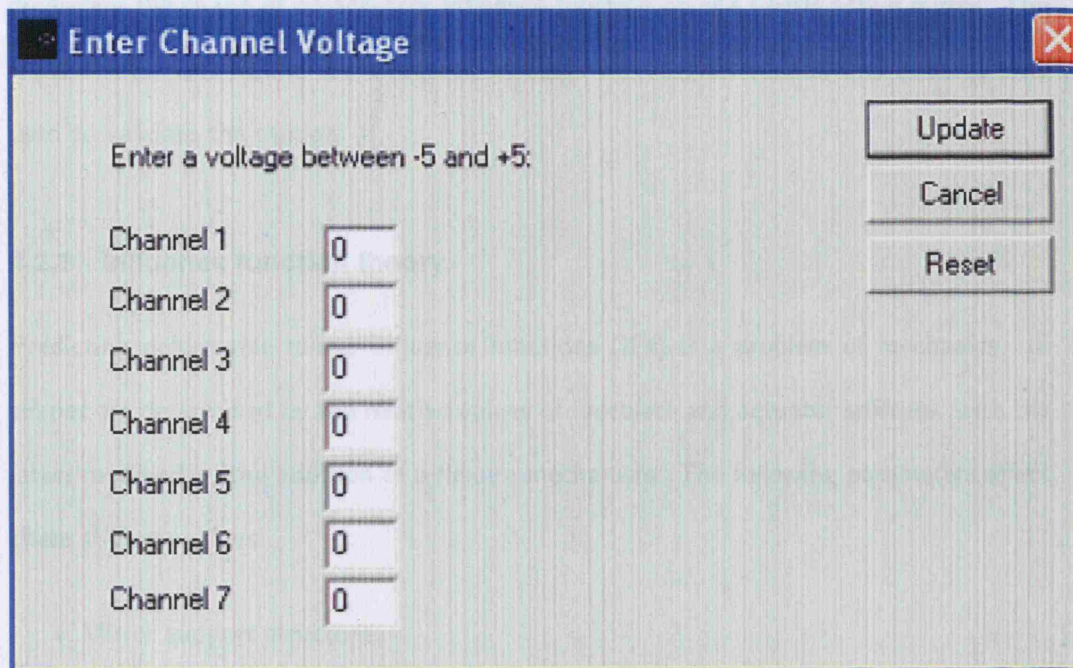 Enter Channel Voltage
Enter a voltage between -5 and +5:
Update
Cancel
Reset
Channel 1 0
Channel 2 0
Channel 3 0
Channel 4 0
Channel 5 0
Channel 6 0
Channel 7 0